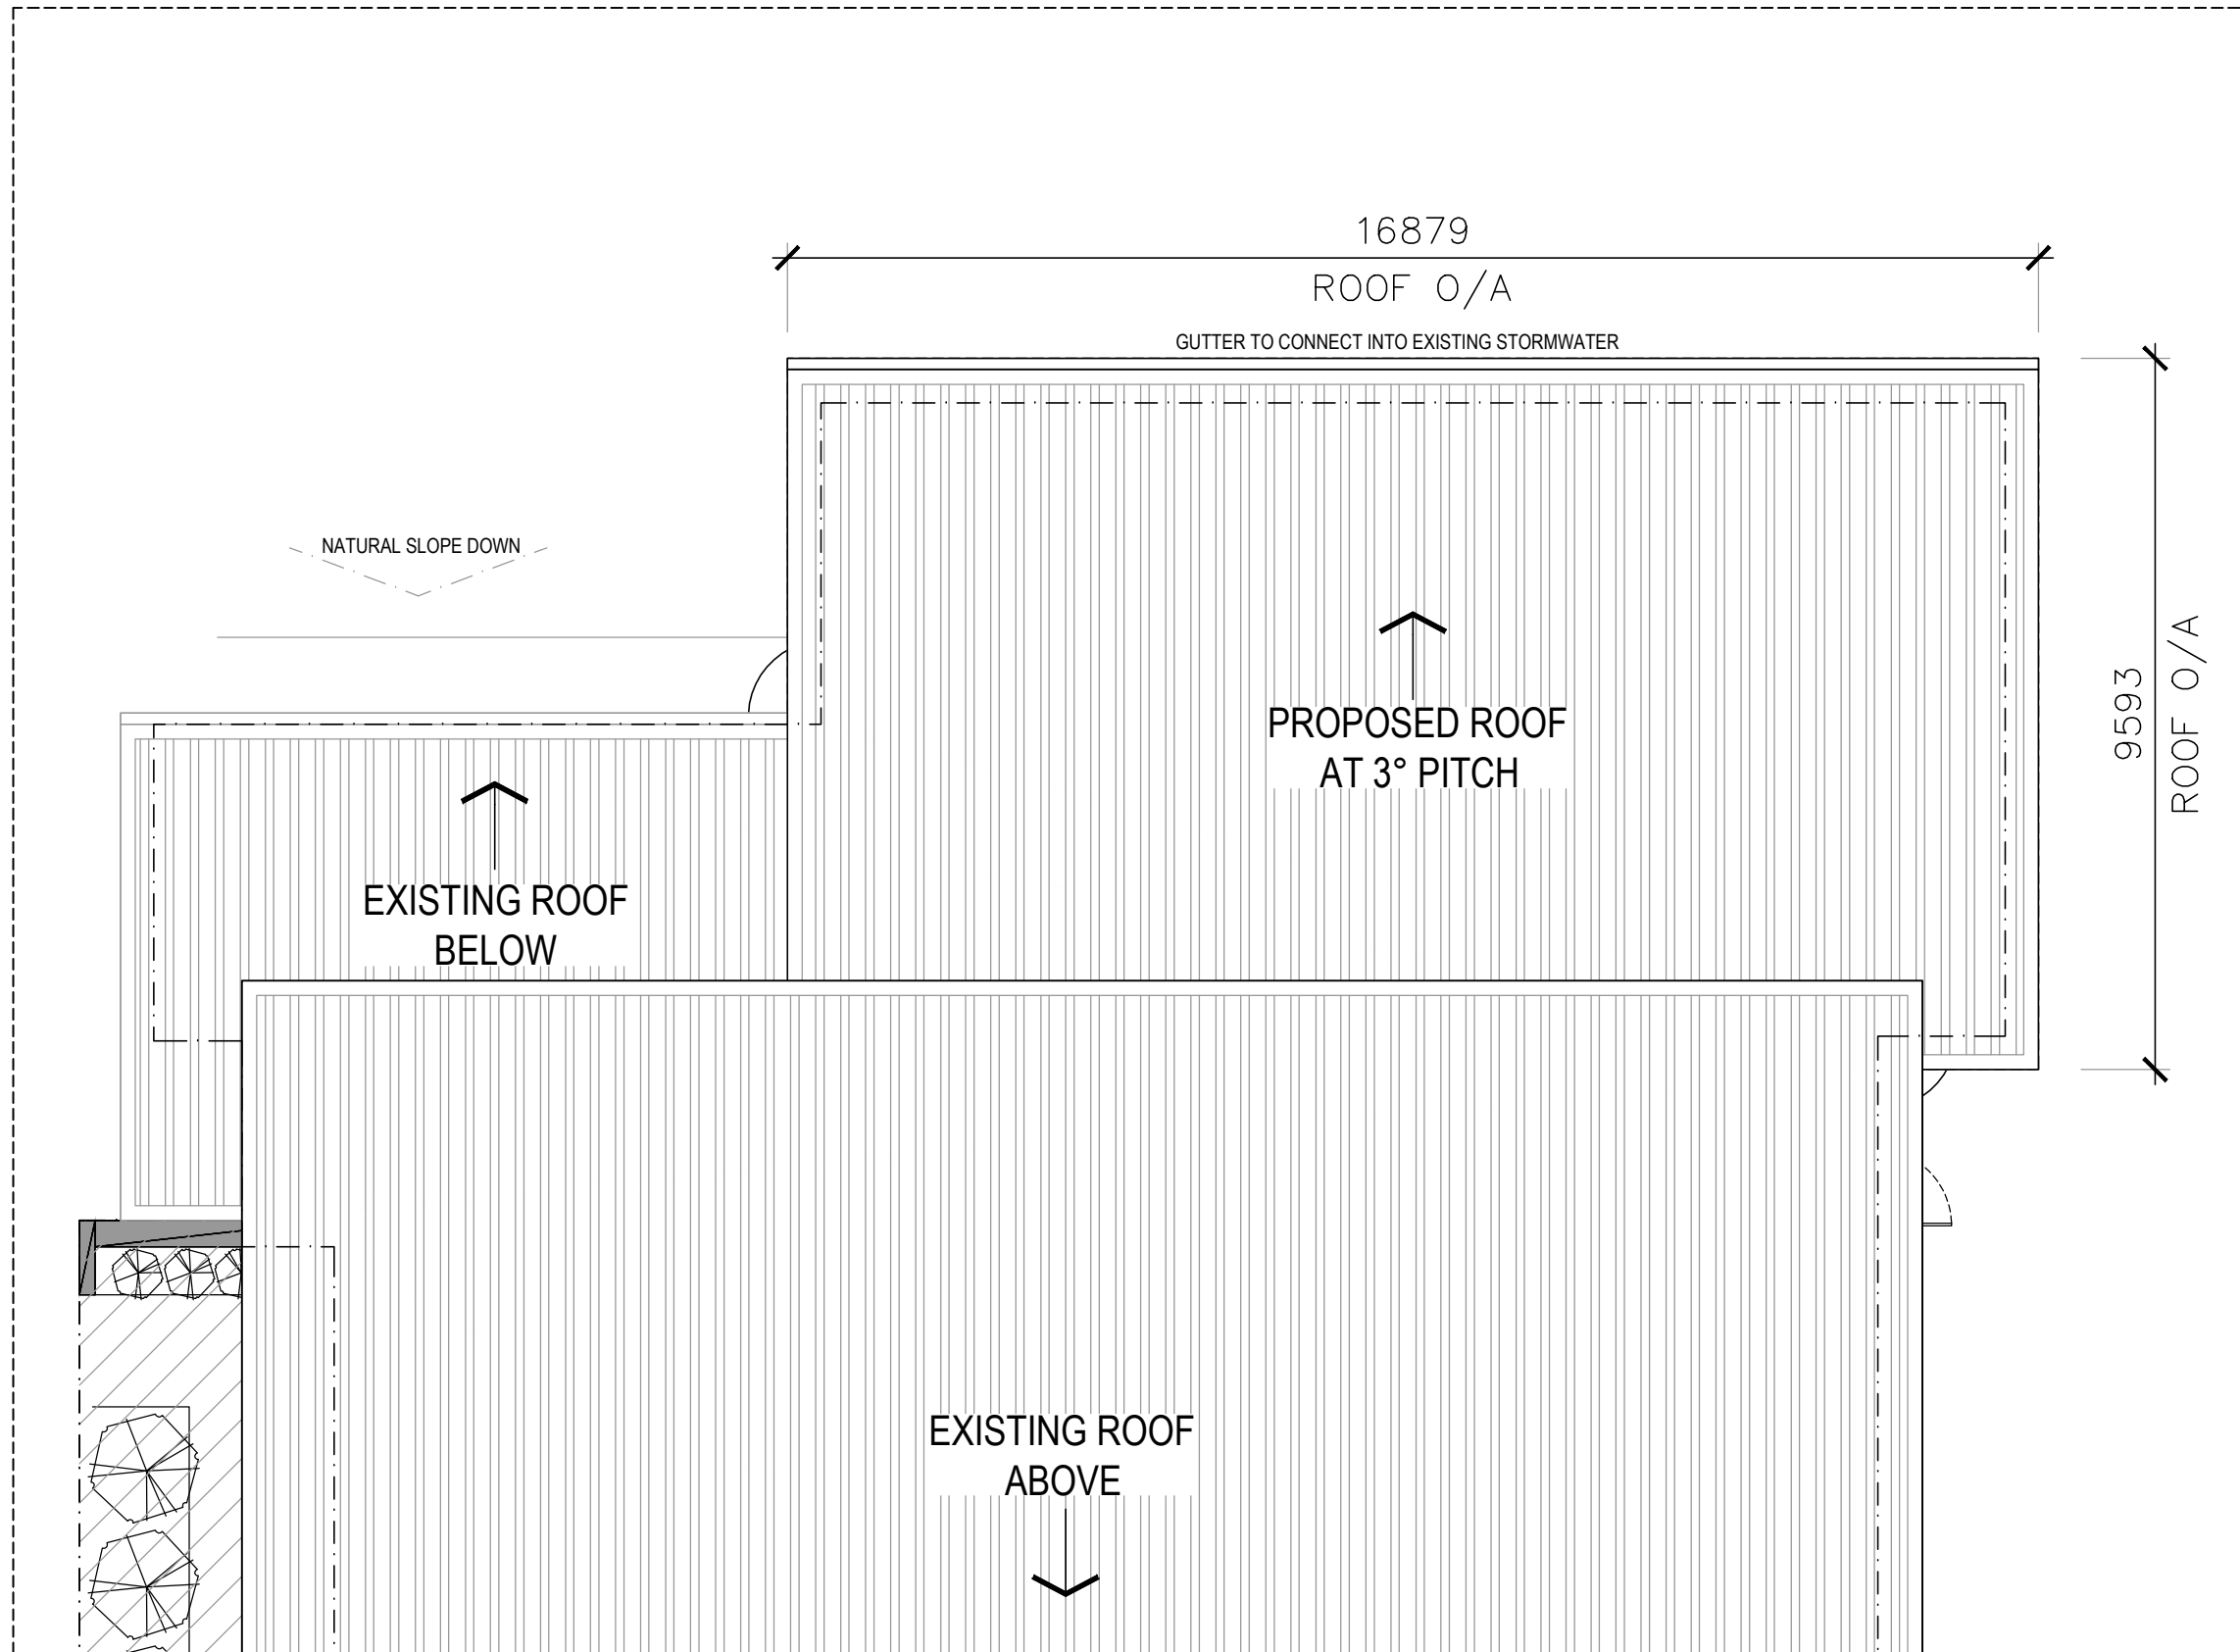 16879
ROOF O/A
GUTTER TO CONNECT INTO EXISTING STORMWATER
NATURAL SLOPE DOWN
9593
ROOF O/A
PROPOSED ROOF
AT 3° PITCH
EXISTING ROOF
BELOW
EXISTING ROOF
ABOVE